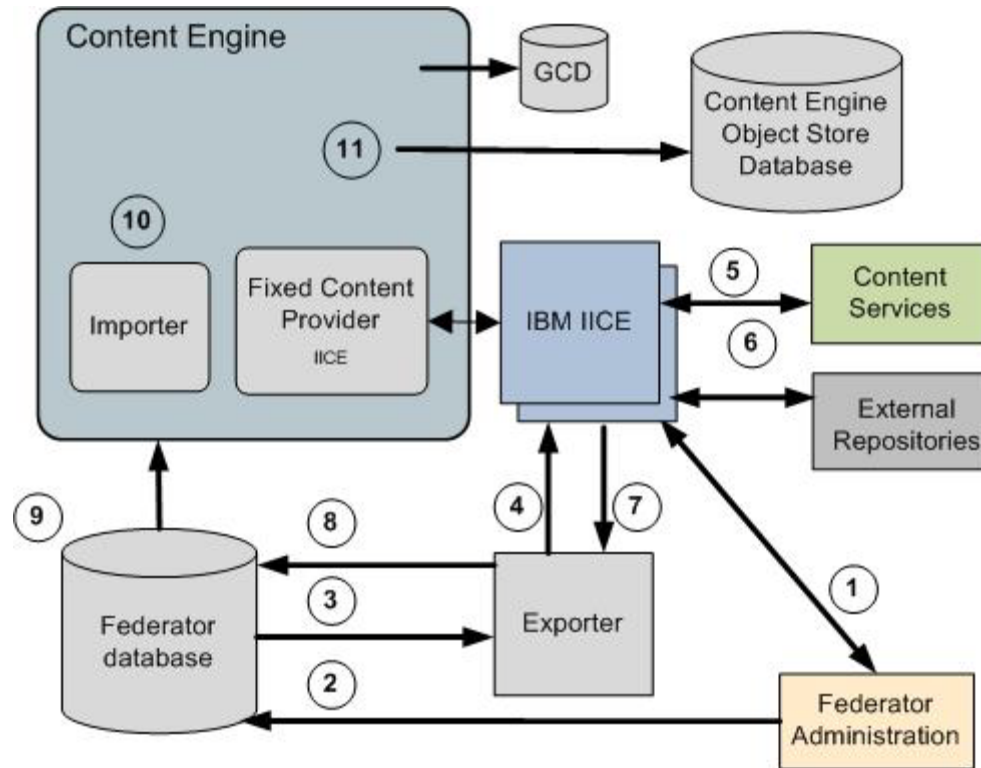 Content Engine
GCD
Content Engine
Object Store
Database
11
10
Importer
Fixed Content
Provider
IICE
IBM IICE
5
Content
Services
6
External
Repositories
4
7
9
8
3
1
Federator
database
Exporter
2
Federator
Administration